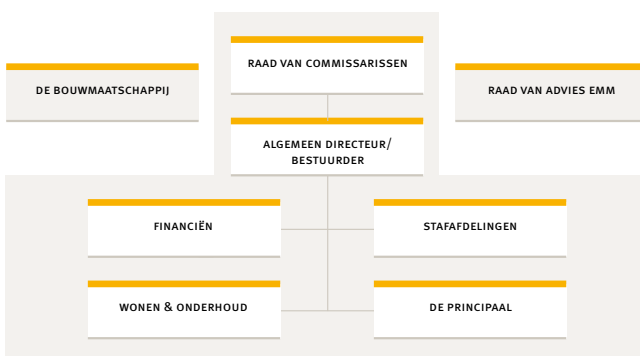 RAAD VAN COMMISSARISSEN
DE BOUWMAATSCHAPPIJ
RAAD VAN ADVIES EMM
ALGEMEEN DIRECTEUR/
BESTUURDER
FINANCIËN
STAFAFDELINGEN
WONEN & ONDERHOUD
DE PRINCIPAAL